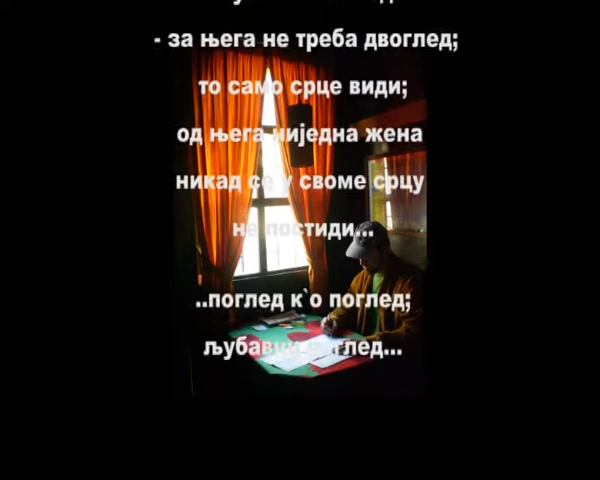 - за њега не треба двоглед;
то само срце види;
од њега ниједна жена
никад се у своме срцу
не постиди...
..поглед к`о поглед;
љубавни поглед...